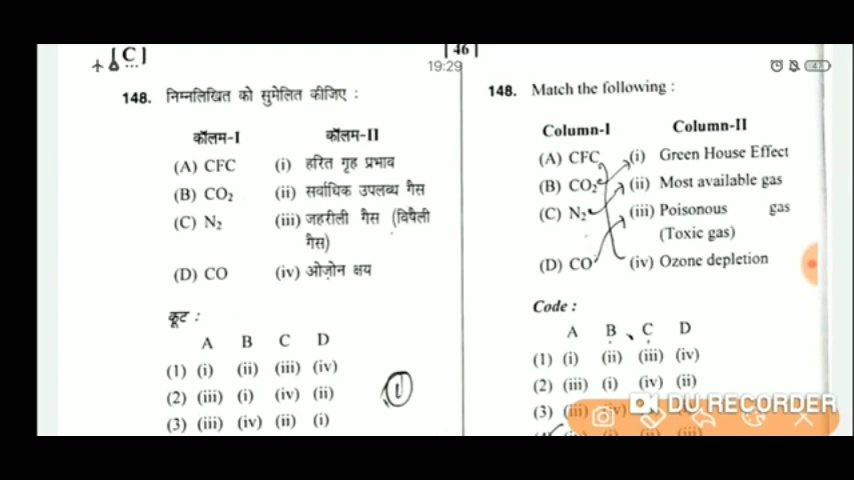 [C]
46
19:29
148. निम्नलिखित को सुमेलित कीजिए :
कॉलम-I कॉलम-II
(A) CFC (i) हरित गृह प्रभाव
(B) CO₂ (ii) सर्वाधिक उपलब्ध गैस
(C) N₂ (iii) जहरीली गैस (विषैली
गैस)
(D) CO (iv) ओज़ोन क्षय
कूट :
A B C D
(1) (i) (ii) (iii) (iv)
(2) (iii) (i) (iv) (ii)
(3) (iii) (iv) (ii) (i)
1
148. Match the following :
Column-I Column-II
(A) CFC (i) Green House Effect
(B) CO₂ (ii) Most available gas
(C) N₂ (iii) Poisonous gas
(Toxic gas)
(D) CO (iv) Ozone depletion
Code :
A B C D
(1) (i) (ii) (iii) (iv)
(2) (iii) (i) (iv) (ii)
(3) (iii) (iv)
DU RECORDER